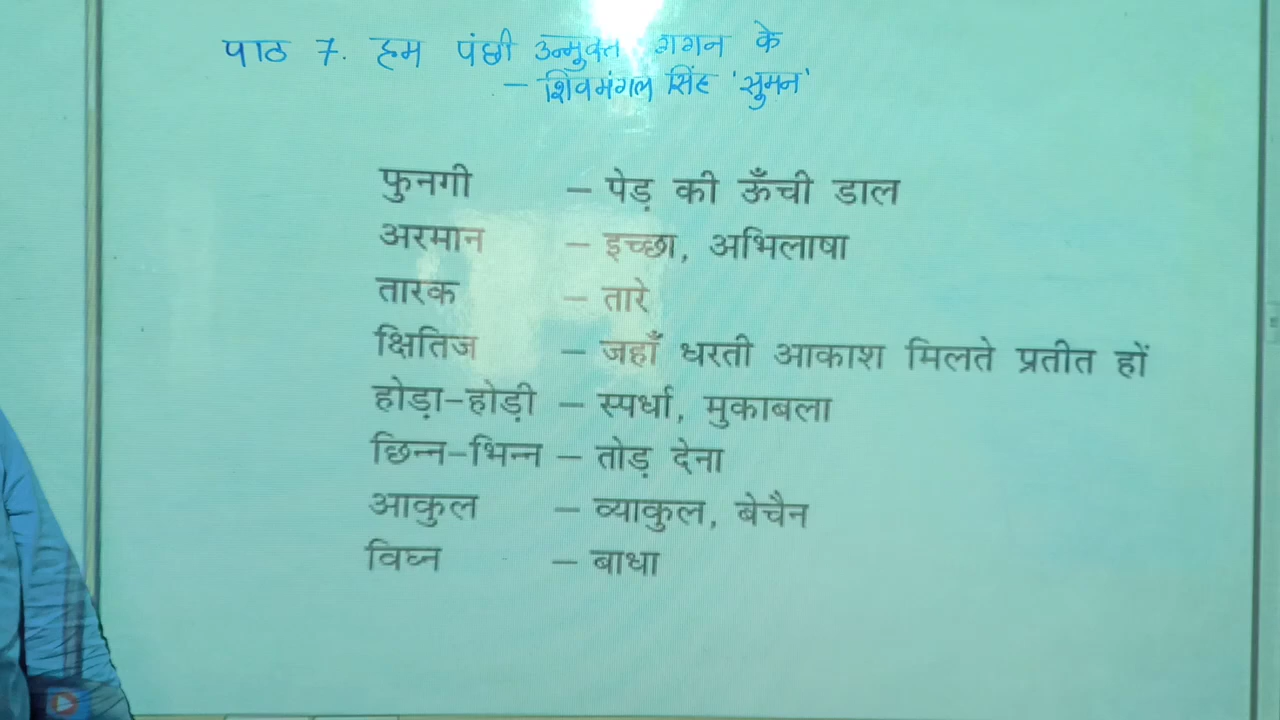 पाठ 7. हम पंछी उन्मुक्त गगन के
– शिवमंगल सिंह 'सुमन'
फुनगी – पेड़ की ऊँची डाल
अरमान – इच्छा, अभिलाषा
तारक – तारे
क्षितिज – जहाँ धरती आकाश मिलते प्रतीत हों
होड़ा-होड़ी – स्पर्धा, मुकाबला
छिन्न-भिन्न – तोड़ देना
आकुल – व्याकुल, बेचैन
विघ्न – बाधा